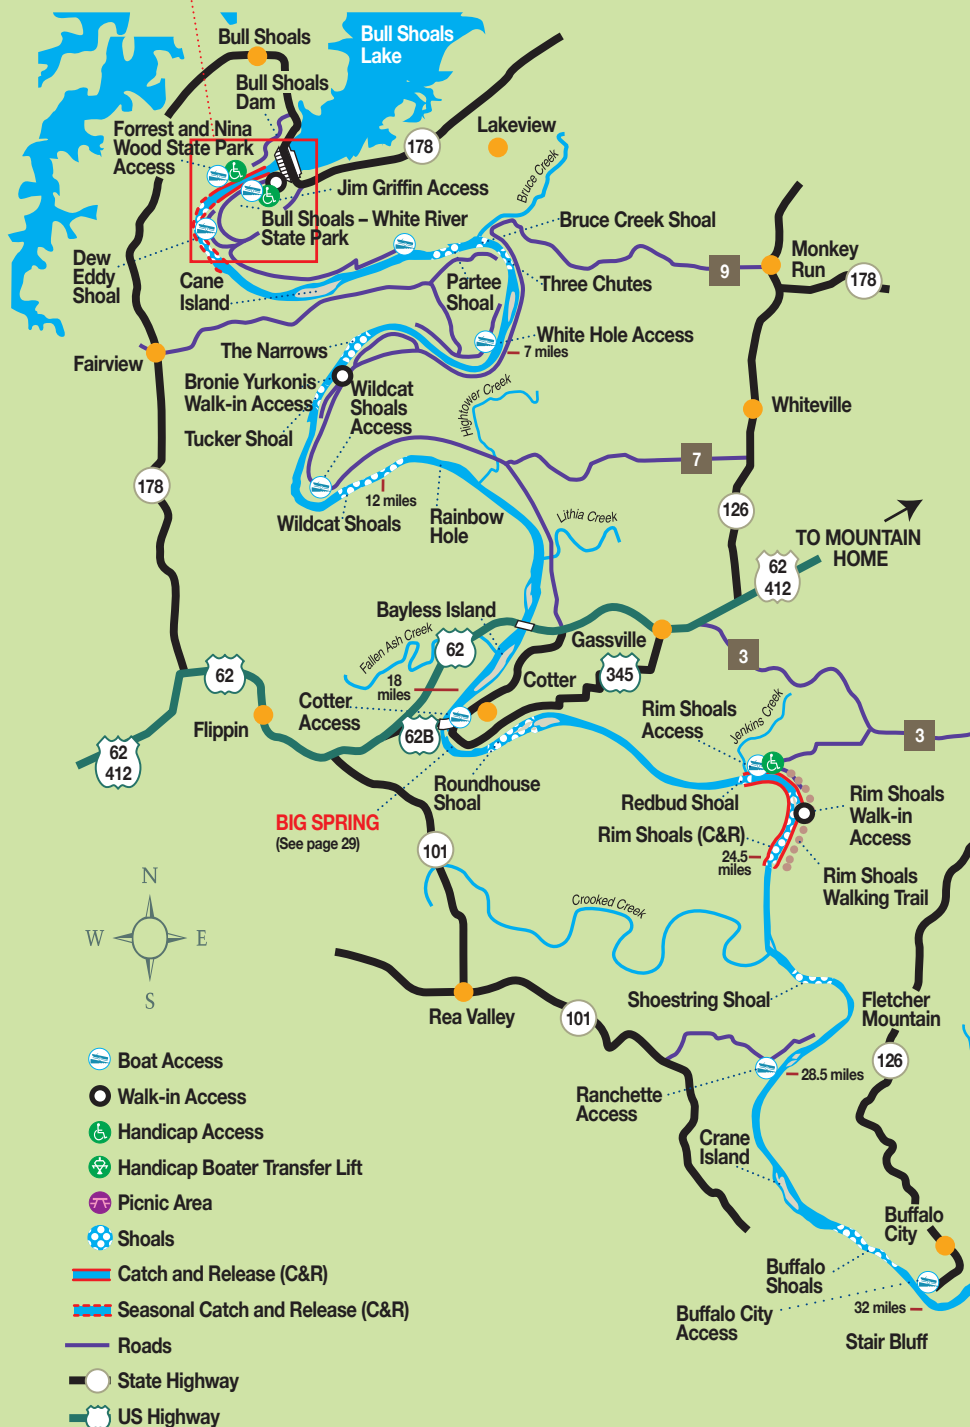 Bull Shoals
Bull Shoals
Lake
Bull Shoals
Dam
Forrest and Nina
Wood State Park
Access
178
Lakeview
Bruce Creek
Jim Griffin Access
Bull Shoals – White River
State Park
Bruce Creek Shoal
Dew
Eddy
Shoal
Cane
Island
Partee
Shoal
Three Chutes
9
Monkey
Run
178
White Hole Access
7 miles
Fairview
The Narrows
Bronie Yurkonis
Walk-in Access
Wildcat
Shoals
Access
Hightower Creek
Whiteville
Tucker Shoal
7
178
12 miles
Wildcat Shoals
Rainbow
Hole
Lithia Creek
126
TO MOUNTAIN
HOME
62
412
Bayless Island
Fallen Ash Creek
62
Gassville
3
62
18
miles
Cotter
345
Cotter
Access
Flippin
62B
Rim Shoals
Access
Jenkins Creek
3
62
412
Roundhouse
Shoal
Redbud Shoal
Rim Shoals
Walk-in
Access
BIG SPRING
(See page 29)
101
Rim Shoals (C&R)
24.5
miles
Rim Shoals
Walking Trail
N
W
E
S
Crooked Creek
Shoestring Shoal
Fletcher
Mountain
Rea Valley
101
126
28.5 miles
Ranchette
Access
Crane
Island
Buffalo
City
Buffalo
Shoals
Buffalo City
Access
32 miles
Stair Bluff
Boat Access
Walk-in Access
Handicap Access
Handicap Boater Transfer Lift
Picnic Area
Shoals
Catch and Release (C&R)
Seasonal Catch and Release (C&R)
Roads
State Highway
US Highway